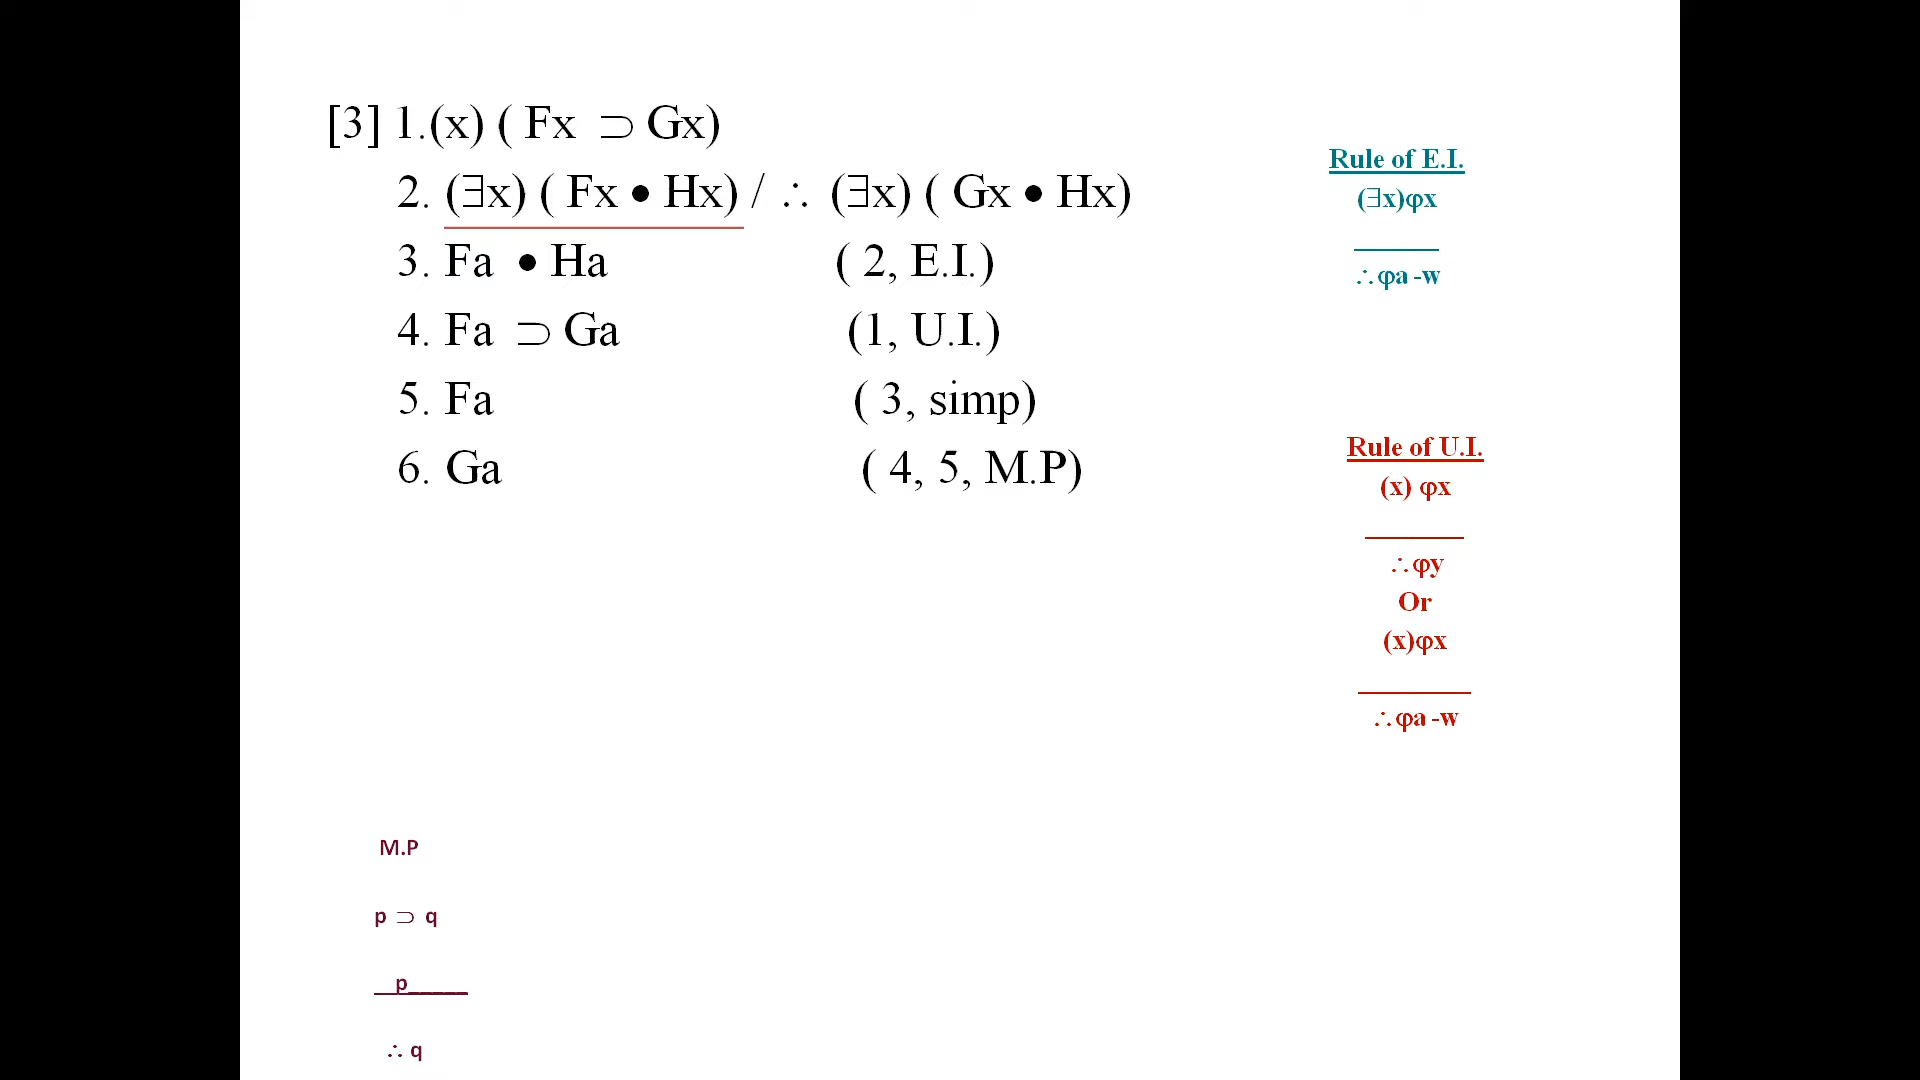 [3] 1.(x) ( Fx ⊃ Gx)
2. (∃x) ( Fx • Hx) / ∴ (∃x) ( Gx • Hx)
3. Fa • Ha ( 2, E.I.)
4. Fa ⊃ Ga (1, U.I.)
5. Fa ( 3, simp)
6. Ga ( 4, 5, M.P)
Rule of E.I.
(∃x)φx
∴φa -w
Rule of U.I.
(x) φx
∴φy
Or
(x)φx
∴φa -w
M.P
p ⊃ q
p_____
∴ q